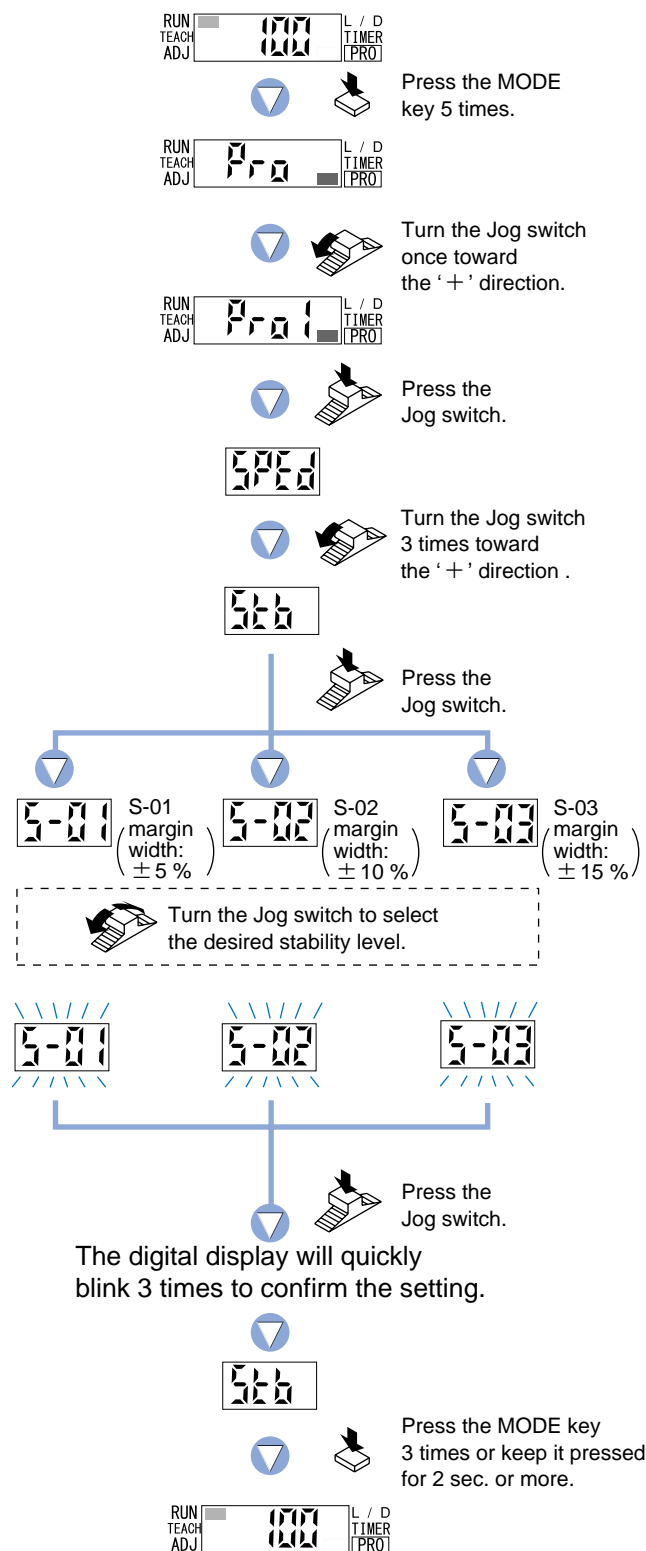 RUN
TEACH
ADJ
100
L / D
TIMER
PRO
Press the MODE
key 5 times.
RUN
TEACH
ADJ
Pro
L / D
TIMER
PRO
Turn the Jog switch
once toward
the ‘＋’ direction.
RUN
TEACH
ADJ
Pro1
L / D
TIMER
PRO
Press the
Jog switch.
SPEd
Turn the Jog switch
3 times toward
the ‘＋’ direction .
Stb
Press the
Jog switch.
S-01
S-01
(margin
width:
±5 %)
S-02
S-02
(margin
width:
±10 %)
S-03
S-03
(margin
width:
±15 %)
Turn the Jog switch to select
the desired stability level.
S-01
S-02
S-03
Press the
Jog switch.
The digital display will quickly
blink 3 times to confirm the setting.
Stb
Press the MODE key
3 times or keep it pressed
for 2 sec. or more.
RUN
TEACH
ADJ
100
L / D
TIMER
PRO